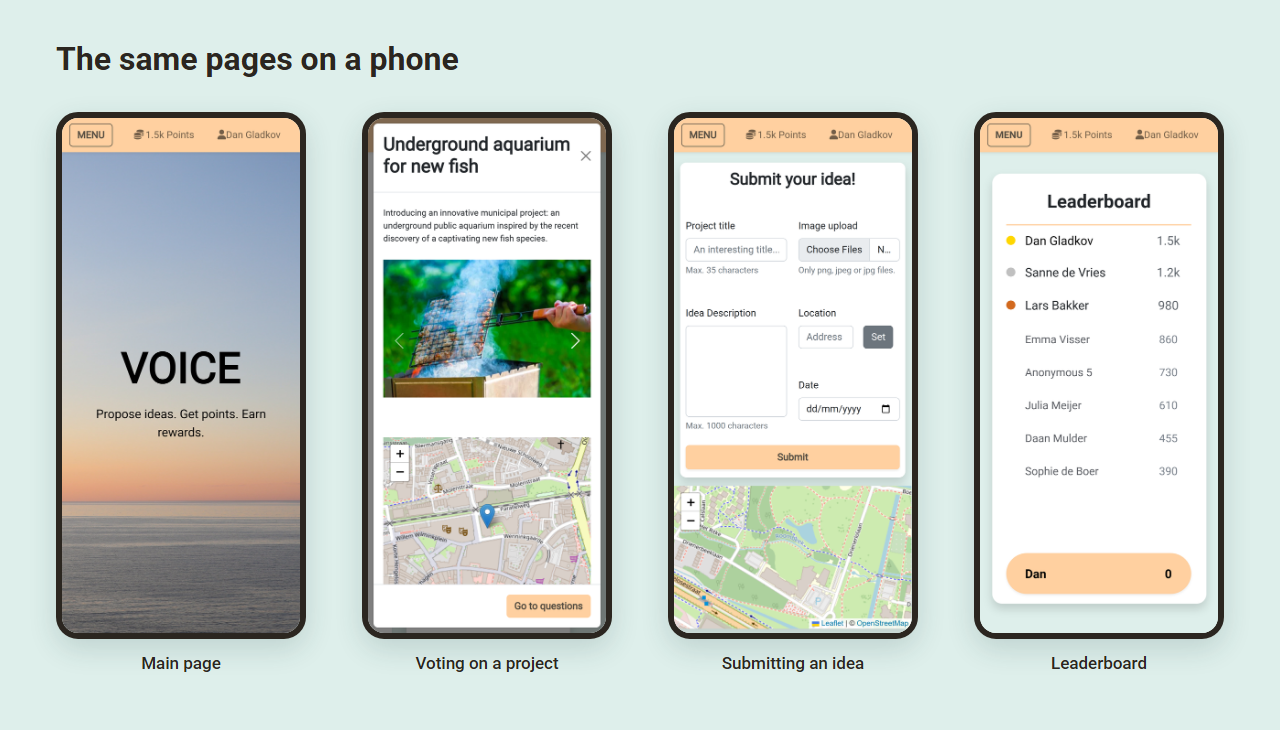 The same pages on a phone
MENU
1.5k Points
Dan Gladkov
VOICE
Propose ideas. Get points. Earn
rewards.
Main page
Underground aquarium
for new fish
Introducing an innovative municipal project: an
underground public aquarium inspired by the recent
discovery of a captivating new fish species.
+
−
Molenstraat
Molenstraat
Parallelweg
Willem Wilminkplein
Go to questions
Voting on a project
MENU
1.5k Points
Dan Gladkov
Submit your idea!
Project title
An interesting title...
Max. 35 characters
Image upload
Choose Files
N...
Only png, jpeg or jpg files.
Idea Description
Max. 1000 characters
Location
Address
Set
Date
dd/mm/yyyy
Submit
+
−
Leaflet | © OpenStreetMap
Submitting an idea
MENU
1.5k Points
Dan Gladkov
Leaderboard
Dan Gladkov 1.5k
Sanne de Vries 1.2k
Lars Bakker 980
Emma Visser 860
Anonymous 5 730
Julia Meijer 610
Daan Mulder 455
Sophie de Boer 390
Dan 0
Leaderboard